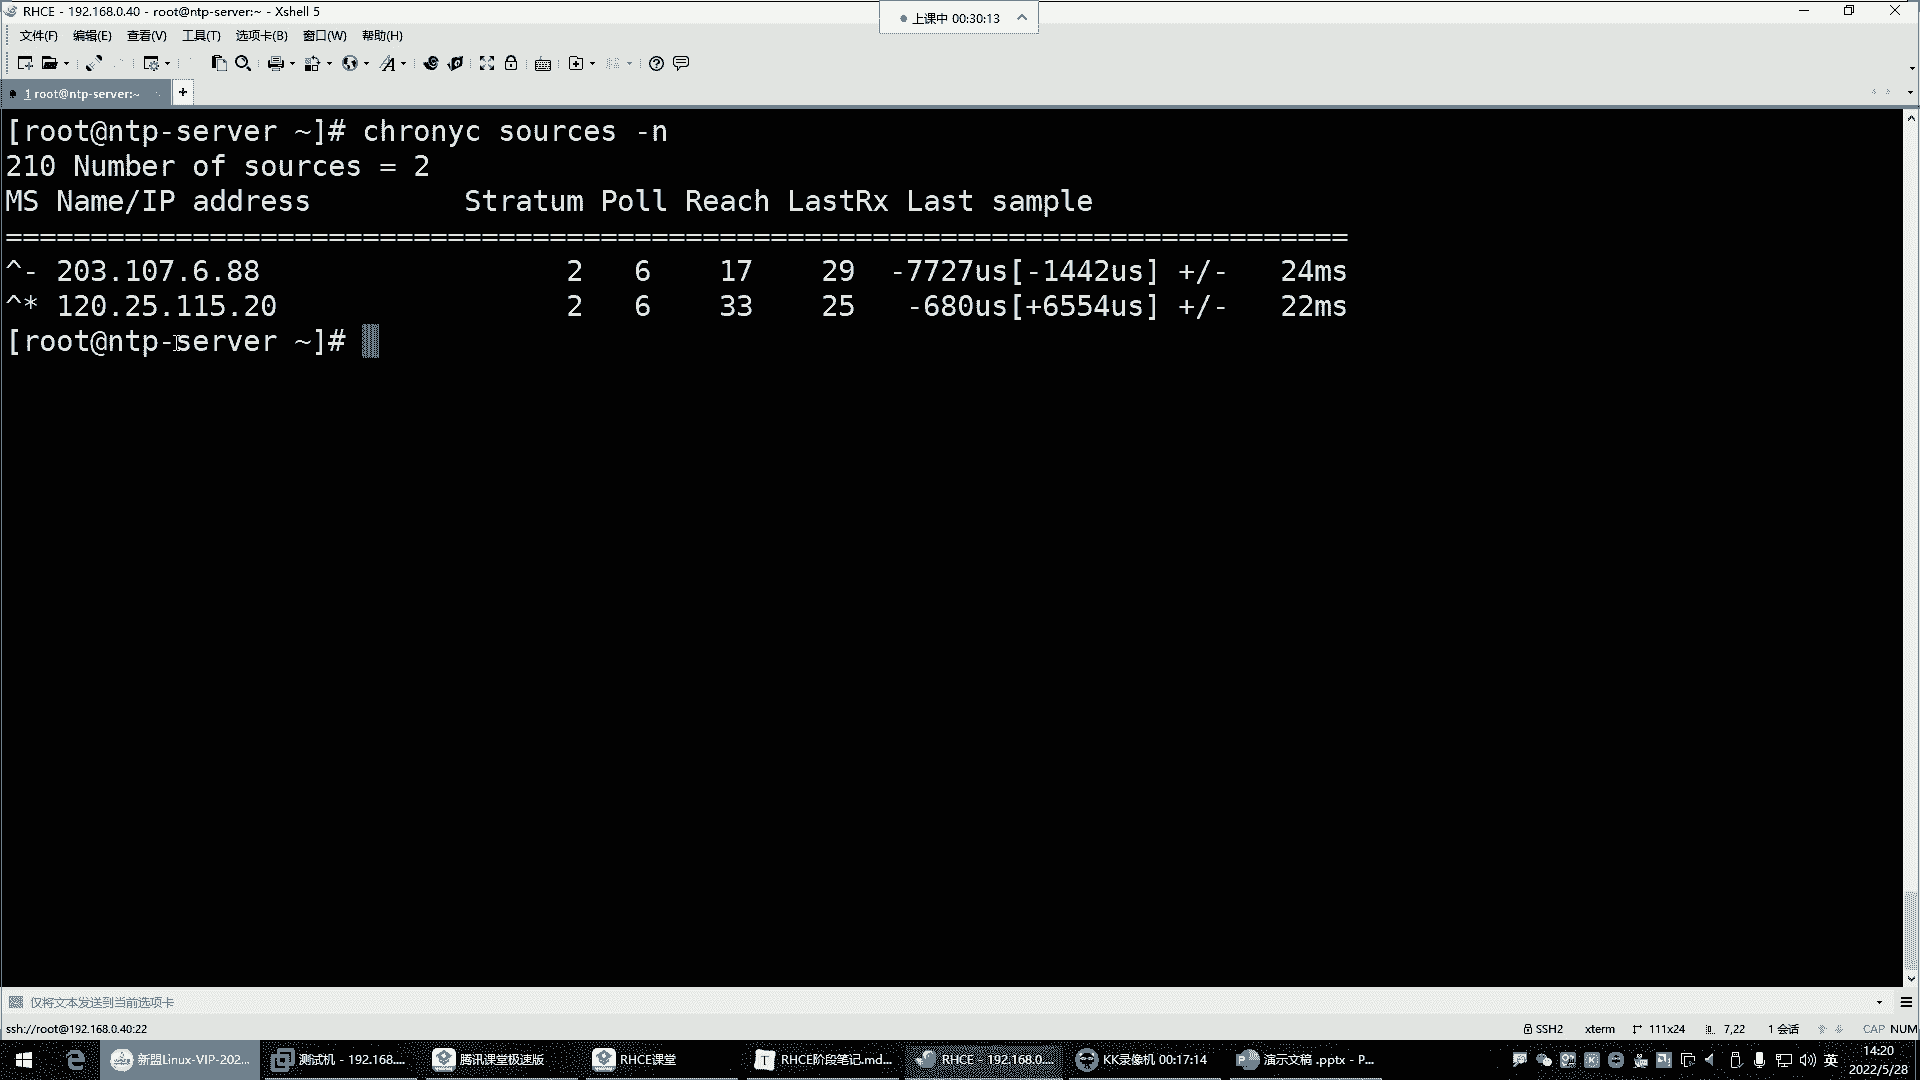 RHCE - 192.168.0.40 - root@ntp-server:~ - Xshell 5
上课中 00:30:13
文件(F) 编辑(E) 查看(V) 工具(T) 选项卡(B) 窗口(W) 帮助(H)
1 root@ntp-server:~
[root@ntp-server ~]# chronyc sources -n
210 Number of sources = 2
MS Name/IP address         Stratum Poll Reach LastRx Last sample
===============================================================================
^- 203.107.6.88                  2   6    17    29  -7727us[-1442us] +/-   24ms
^* 120.25.115.20                 2   6    33    25   -680us[+6554us] +/-   22ms
[root@ntp-server ~]#
仅将文本发送到当前选项卡
ssh://root@192.168.0.40:22 SSH2 xterm 111x24 7,22 1 会话 CAP NUM
新盟Linux-VIP-202... 测试机 - 192.168.... 腾讯课堂极速版 RHCE课堂 RHCE阶段笔记.md... RHCE - 192.168.0.... KK录像机 00:17:14 演示文稿 .pptx - P... 英 14:20
2022/5/28